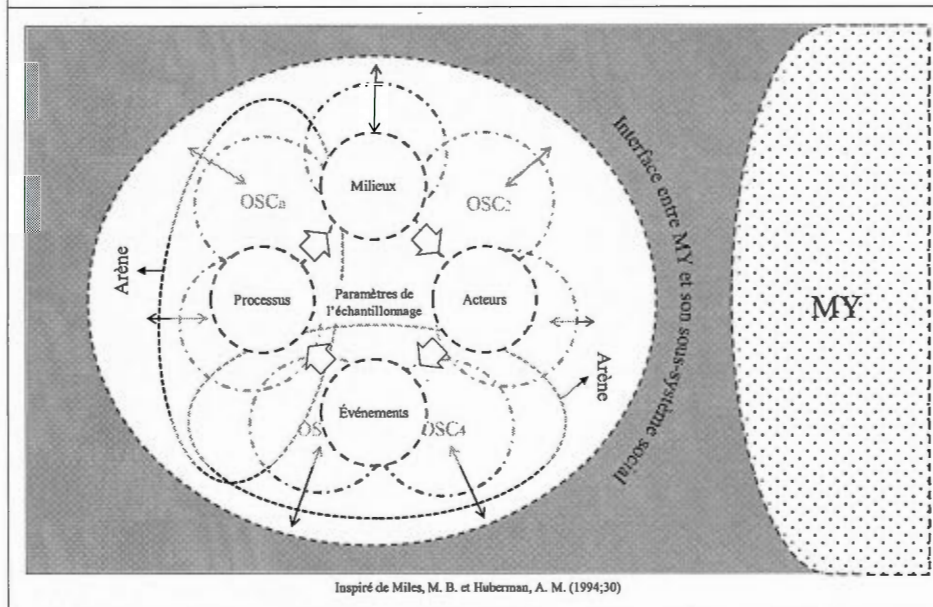 Milieux
OSCn
OSC2
Arène
Processus
Paramètres de
l'échantillonnage
Acteurs
Arène
Événements
OSC4
Interface entre MY et son sous-système social
MY
Inspiré de Miles, M. B. et Huberman, A. M. (1994;30)